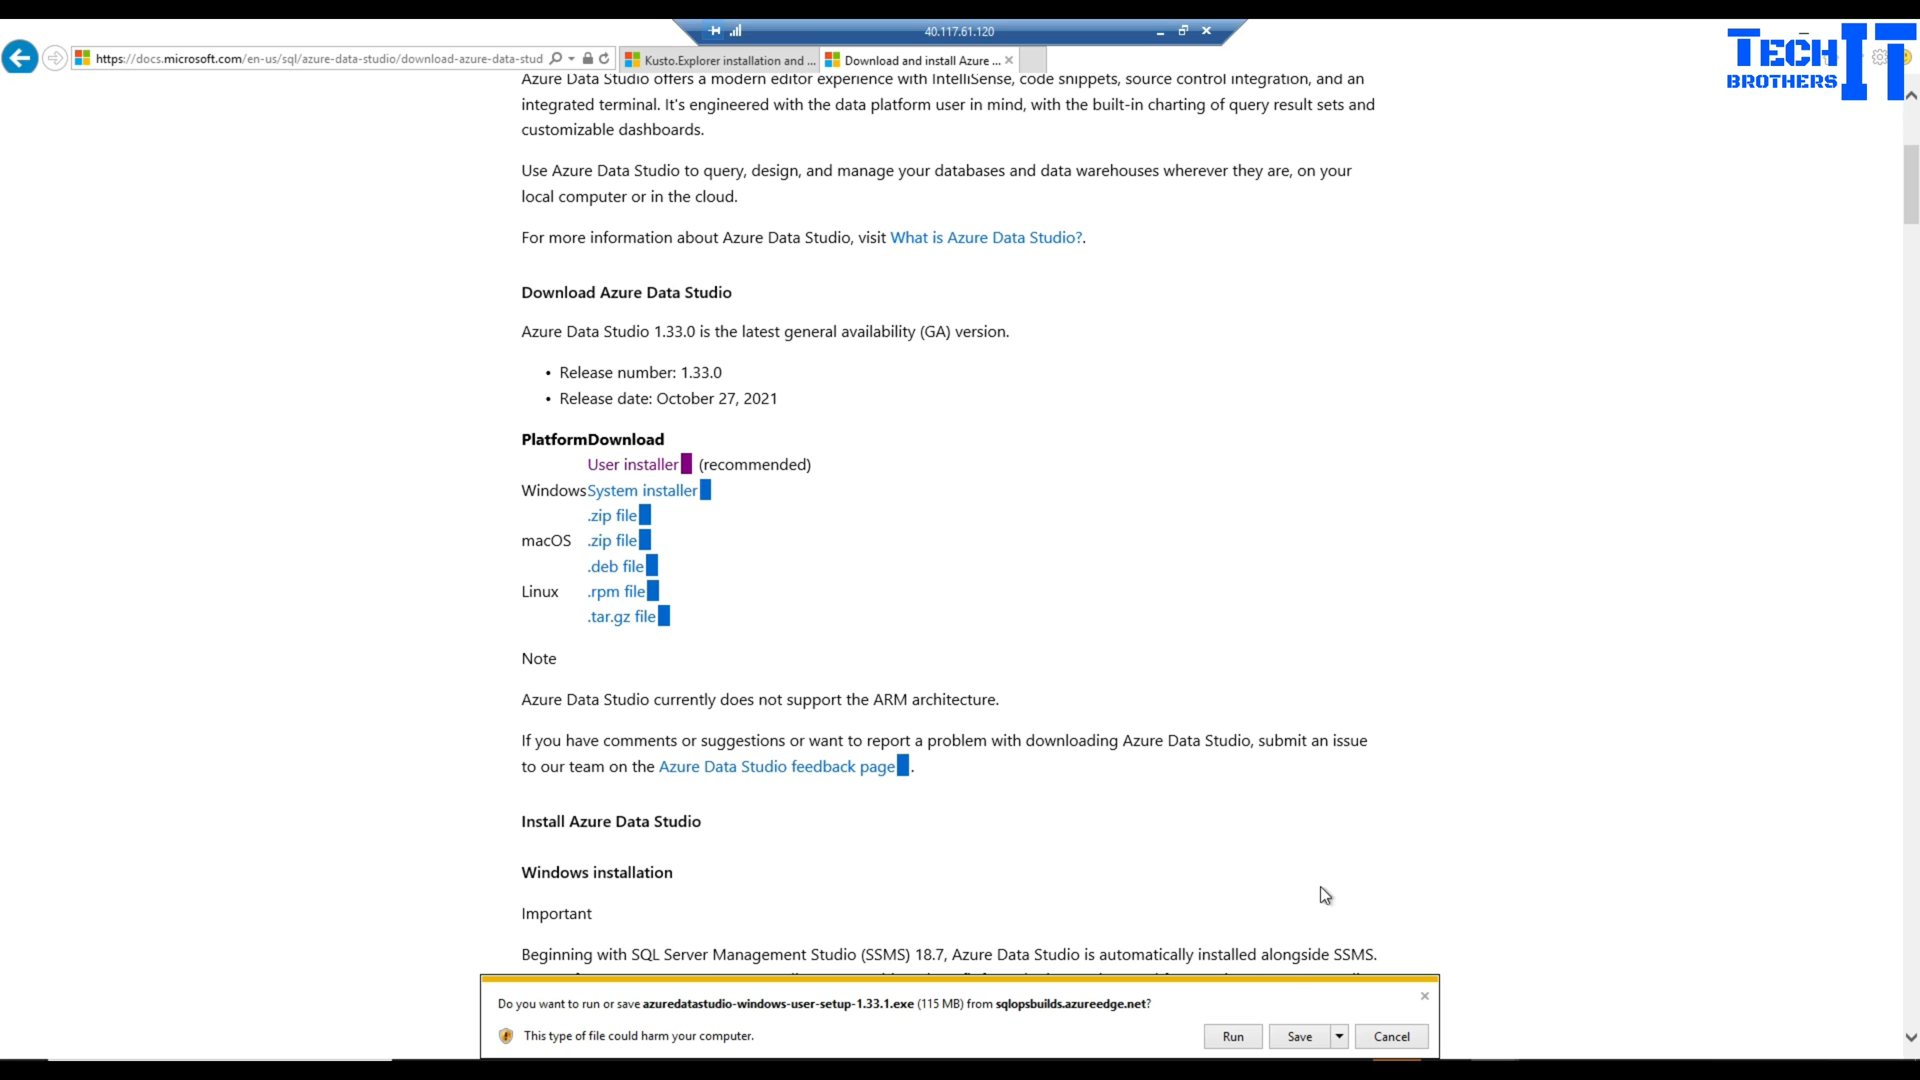 40.117.61.120
TECH IT
BROTHERS
https://docs.microsoft.com/en-us/sql/azure-data-studio/download-azure-data-stud
Kusto.Explorer installation and ...
Download and install Azure ...
Azure Data Studio offers a modern editor experience with IntelliSense, code snippets, source control integration, and an
integrated terminal. It's engineered with the data platform user in mind, with the built-in charting of query result sets and
customizable dashboards.
Use Azure Data Studio to query, design, and manage your databases and data warehouses wherever they are, on your
local computer or in the cloud.
For more information about Azure Data Studio, visit What is Azure Data Studio?.
Download Azure Data Studio
Azure Data Studio 1.33.0 is the latest general availability (GA) version.
• Release number: 1.33.0
• Release date: October 27, 2021
PlatformDownload
User installer (recommended)
WindowsSystem installer
.zip file
macOS .zip file
.deb file
Linux .rpm file
.tar.gz file
Note
Azure Data Studio currently does not support the ARM architecture.
If you have comments or suggestions or want to report a problem with downloading Azure Data Studio, submit an issue
to our team on the Azure Data Studio feedback page .
Install Azure Data Studio
Windows installation
Important
Beginning with SQL Server Management Studio (SSMS) 18.7, Azure Data Studio is automatically installed alongside SSMS.
Do you want to run or save azuredatastudio-windows-user-setup-1.33.1.exe (115 MB) from sqlopsbuilds.azureedge.net?
This type of file could harm your computer.
Run
Save
Cancel